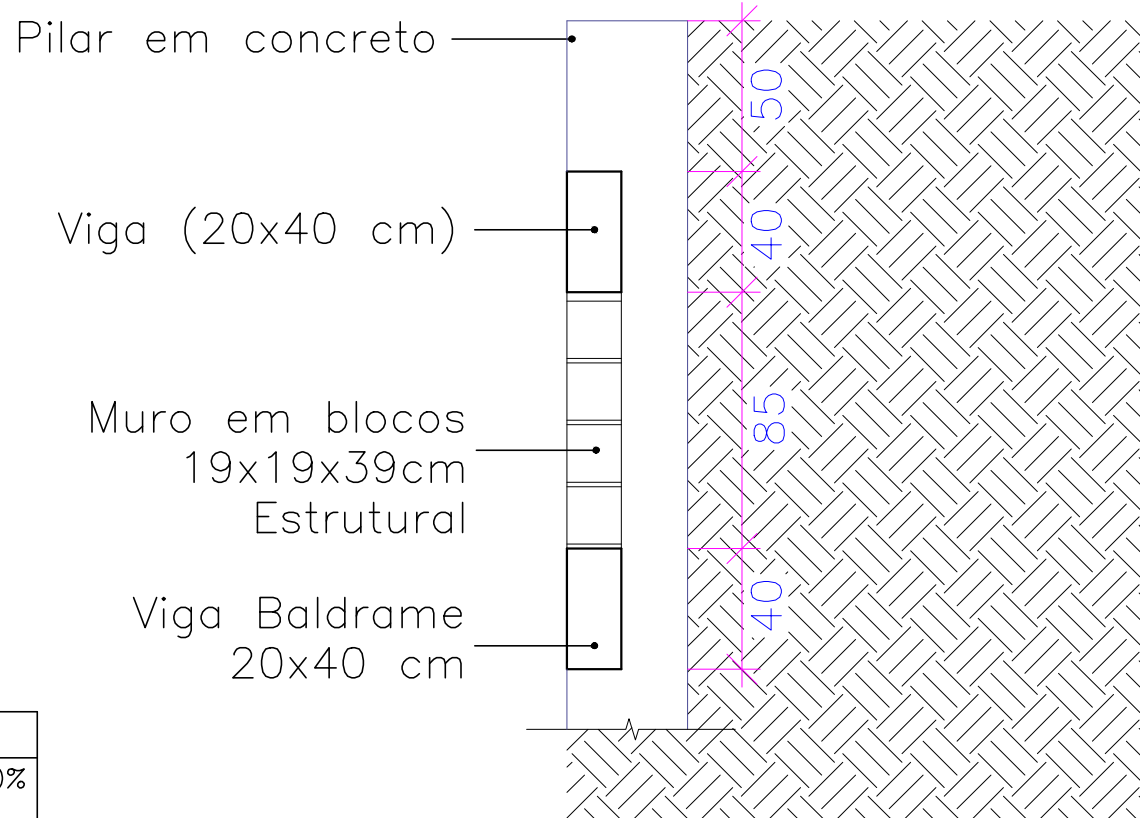 Pilar em concreto
50
Viga (20x40 cm)
40
Muro em blocos
19x19x39cm
Estrutural
85
Viga Baldrame
20x40 cm
40